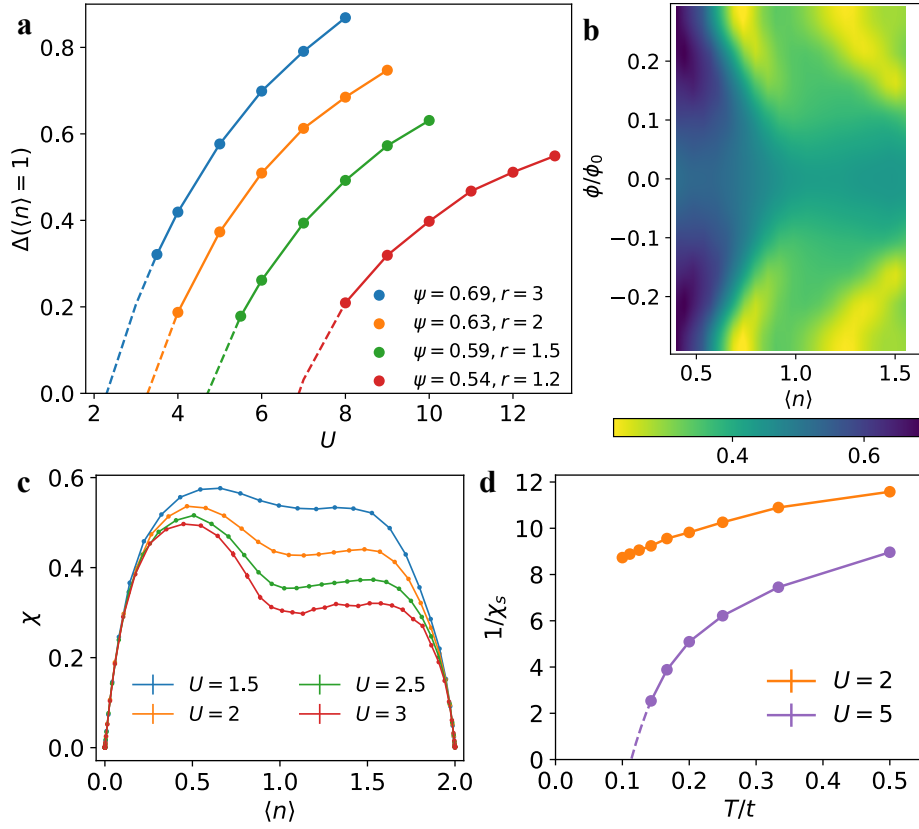 a
Δ(⟨n⟩ = 1)
0.8
0.6
0.4
0.2
0.0
2 4 6 8 10 12
U
ψ = 0.69, r = 3
ψ = 0.63, r = 2
ψ = 0.59, r = 1.5
ψ = 0.54, r = 1.2
b
ϕ/ϕ₀
0.2
0.1
0.0
−0.1
−0.2
0.5 1.0 1.5
⟨n⟩
0.4 0.6
c
χ
0.6
0.4
0.2
0.0
0.0 0.5 1.0 1.5 2.0
⟨n⟩
U = 1.5 U = 2.5
U = 2 U = 3
d
1/χₛ
12
10
8
6
4
2
0
0.0 0.1 0.2 0.3 0.4 0.5
T/t
U = 2
U = 5